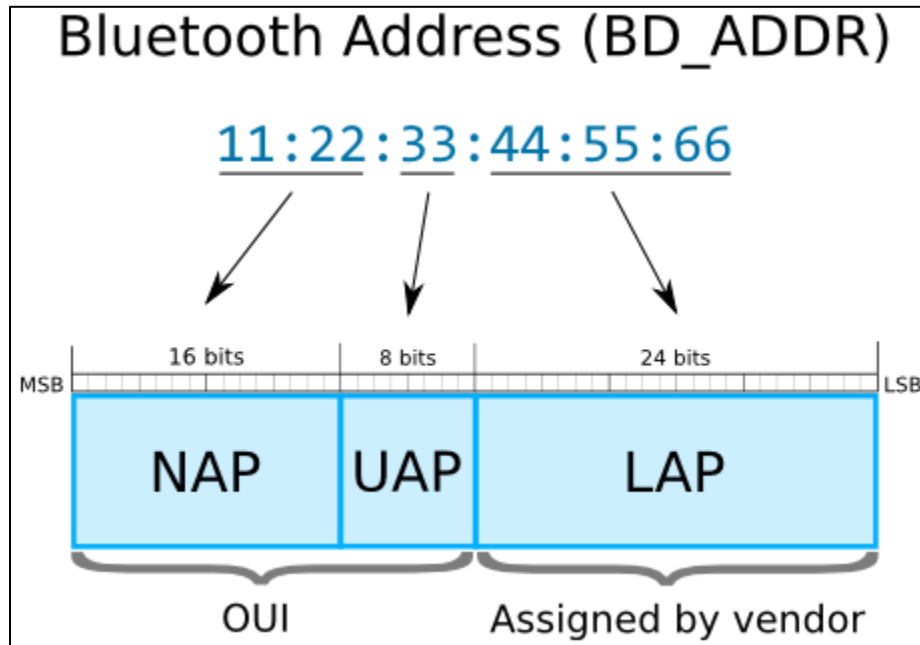 Bluetooth Address (BD_ADDR)
11:22:33:44:55:66
16 bits 8 bits 24 bits
MSB LSB
NAP UAP LAP
OUI Assigned by vendor